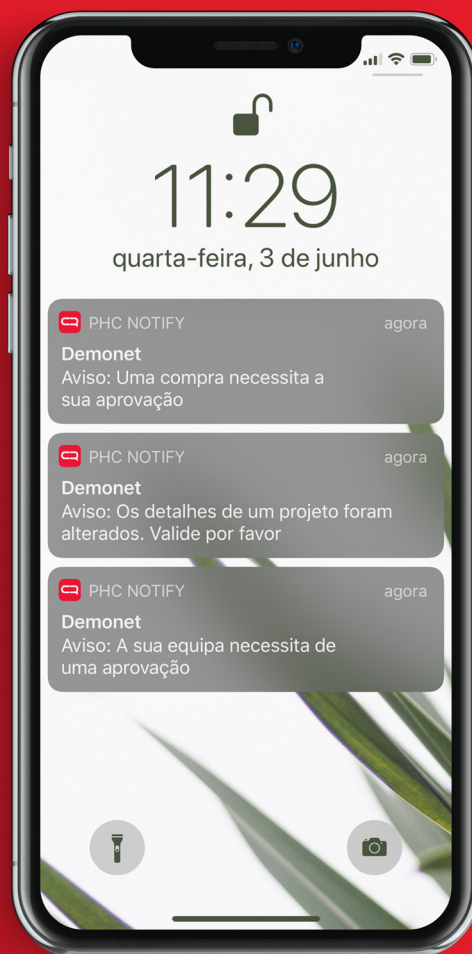 11:29
quarta-feira, 3 de junho
PHC NOTIFY agora
Demonet
Aviso: Uma compra necessita a
sua aprovação
PHC NOTIFY agora
Demonet
Aviso: Os detalhes de um projeto foram
alterados. Valide por favor
PHC NOTIFY agora
Demonet
Aviso: A sua equipa necessita de
uma aprovação